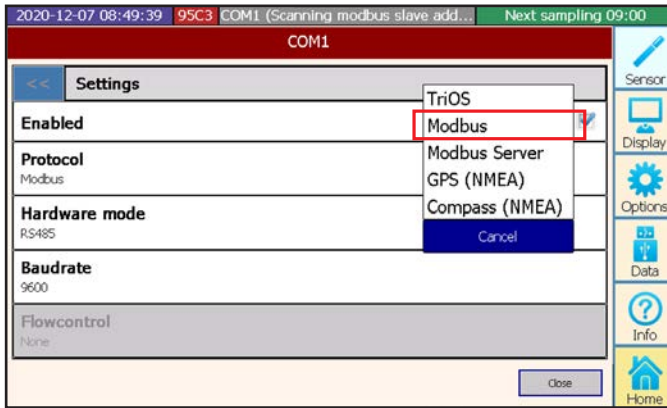 2020-12-07 08:49:39 95C3 COM1 (Scanning modbus slave add... Next sampling 09:00
COM1
<< Settings
Enabled
Protocol
Modbus
Hardware mode
RS485
Baudrate
9600
Flowcontrol
None
TriOS
Modbus
Modbus Server
GPS (NMEA)
Compass (NMEA)
Cancel
Close
Sensor
Display
Options
Data
Info
Home